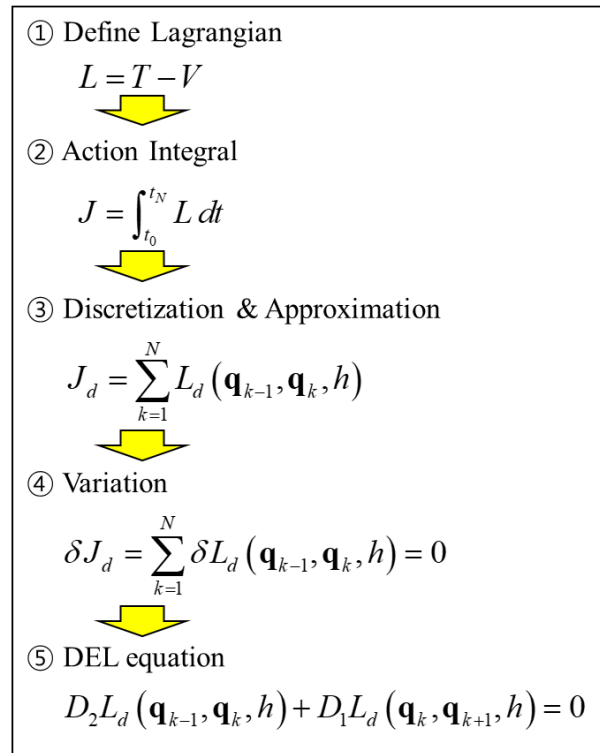 ① Define Lagrangian
L = T − V
② Action Integral
J = ∫_{t_0}^{t_N} L dt
③ Discretization & Approximation
J_d = ∑_{k=1}^{N} L_d (q_{k−1}, q_k, h)
④ Variation
δJ_d = ∑_{k=1}^{N} δL_d (q_{k−1}, q_k, h) = 0
⑤ DEL equation
D_2 L_d (q_{k−1}, q_k, h) + D_1 L_d (q_k, q_{k+1}, h) = 0